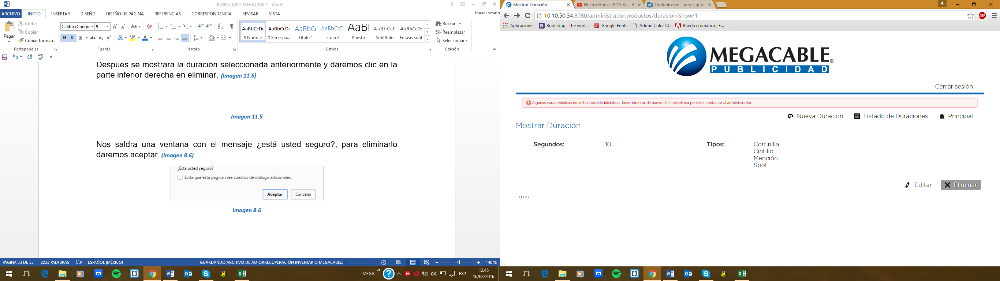 INVENTARIO MEGACABLE - Word
ARCHIVO INICIO INSERTAR DISEÑO DISEÑO DE PÁGINA REFERENCIAS CORRESPONDENCIA REVISAR VISTA Iniciar sesión
Pegar
Cortar
Copiar
Copiar formato
Portapapeles
Calibri (Cuerpo 9
Fuente
Párrafo
AaBbCcDc AaBbCcDc AaBbCc AaBbCcE AaBl AaBbCcD AaBbCcDc
¶ Normal ¶ Sin espa... Título 1 Título 2 Puesto Subtítulo Énfasis sutil
Estilos
Buscar
Reemplazar
Seleccionar
Edición
Despues se mostrara la duración seleccionada anteriormente y daremos clic en la
parte inferior derecha en eliminar. (Imagen 11.5)
Imagen 11.5
Nos saldra una ventana con el mensaje ¿está usted seguro?, para eliminarlo
daremos aceptar. (Imagen 8.6)
¿Está usted seguro?
Evita que esta página cree cuadros de diálogo adicionales.
Aceptar Cancelar
Imagen 8.6
PÁGINA 33 DE 33 2233 PALABRAS ESPAÑOL (MÉXICO) GUARDANDO ARCHIVO DE AUTORRECUPERACIÓN INVENTARIO MEGACABLE: 140 %
MEGA ESP 12:45
16/02/2016
Mostrar Duración Electro House 2015 Bes Outlook.com - jorge_gutie
10.10.50.34:8080/administradorproductos/duracion/show/1 ABP
Aplicaciones Bootstrap · The worl... Google Fonts Adobe Color CC Rueda cromática | E...
MEGACABLE®
PUBLICIDAD
Cerrar sesión
Algunas características no se han podido inicializar, favor intentar de nuevo. Si el problema persiste, contactar al administrador.
Nueva Duración Listado de Duraciones Principal
Mostrar Duración
Segundos: 10 Tipos: Cortinilla
Cintillo
Mención
Spot
Editar Eliminar
0.1.23